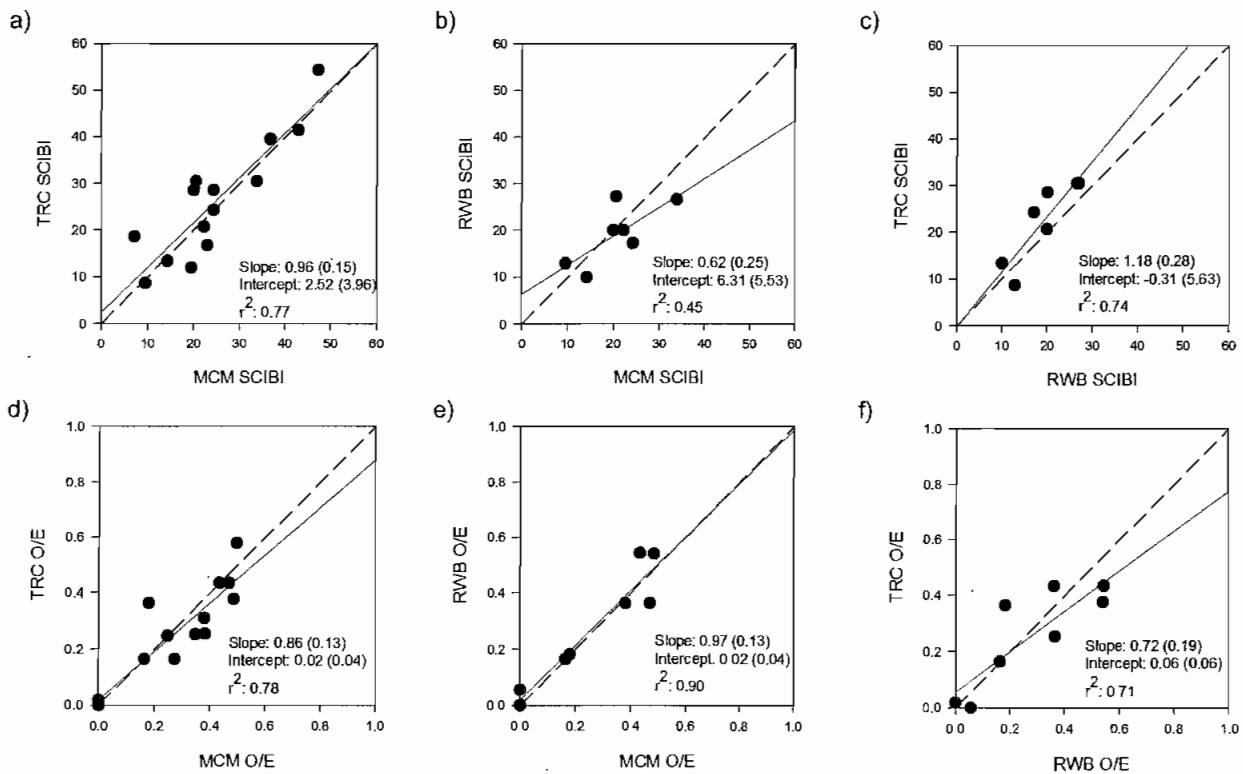 a)
60
50
40
30
20
10
0
TRC SCIBI
Slope: 0.96 (0.15)
Intercept: 2.52 (3.96)
r2: 0.77
0 10 20 30 40 50 60
MCM SCIBI
b)
60
50
40
30
20
10
0
RWB SCIBI
Slope: 0.62 (0.25)
Intercept: 6.31 (5.53)
r2: 0.45
0 10 20 30 40 50 60
MCM SCIBI
c)
60
50
40
30
20
10
0
TRC SCIBI
Slope: 1.18 (0.28)
Intercept: -0.31 (5.63)
r2: 0.74
0 10 20 30 40 50 60
RWB SCIBI
d)
1.0
0.8
0.6
0.4
0.2
0.0
TRC O/E
Slope: 0.86 (0.13)
Intercept: 0.02 (0.04)
r2: 0.78
0.0 0.2 0.4 0.6 0.8 1.0
MCM O/E
e)
1.0
0.8
0.6
0.4
0.2
0.0
RWB O/E
Slope: 0.97 (0.13)
Intercept: 0 02 (0.04)
r2: 0.90
0.0 0.2 0.4 0.6 0.8 1.0
MCM O/E
f)
1.0
0.8
0.6
0.4
0.2
0.0
TRC O/E
Slope: 0.72 (0.19)
Intercept: 0.06 (0.06)
r2: 0.71
0.0 0.2 0.4 0.6 0.8 1.0
RWB O/E